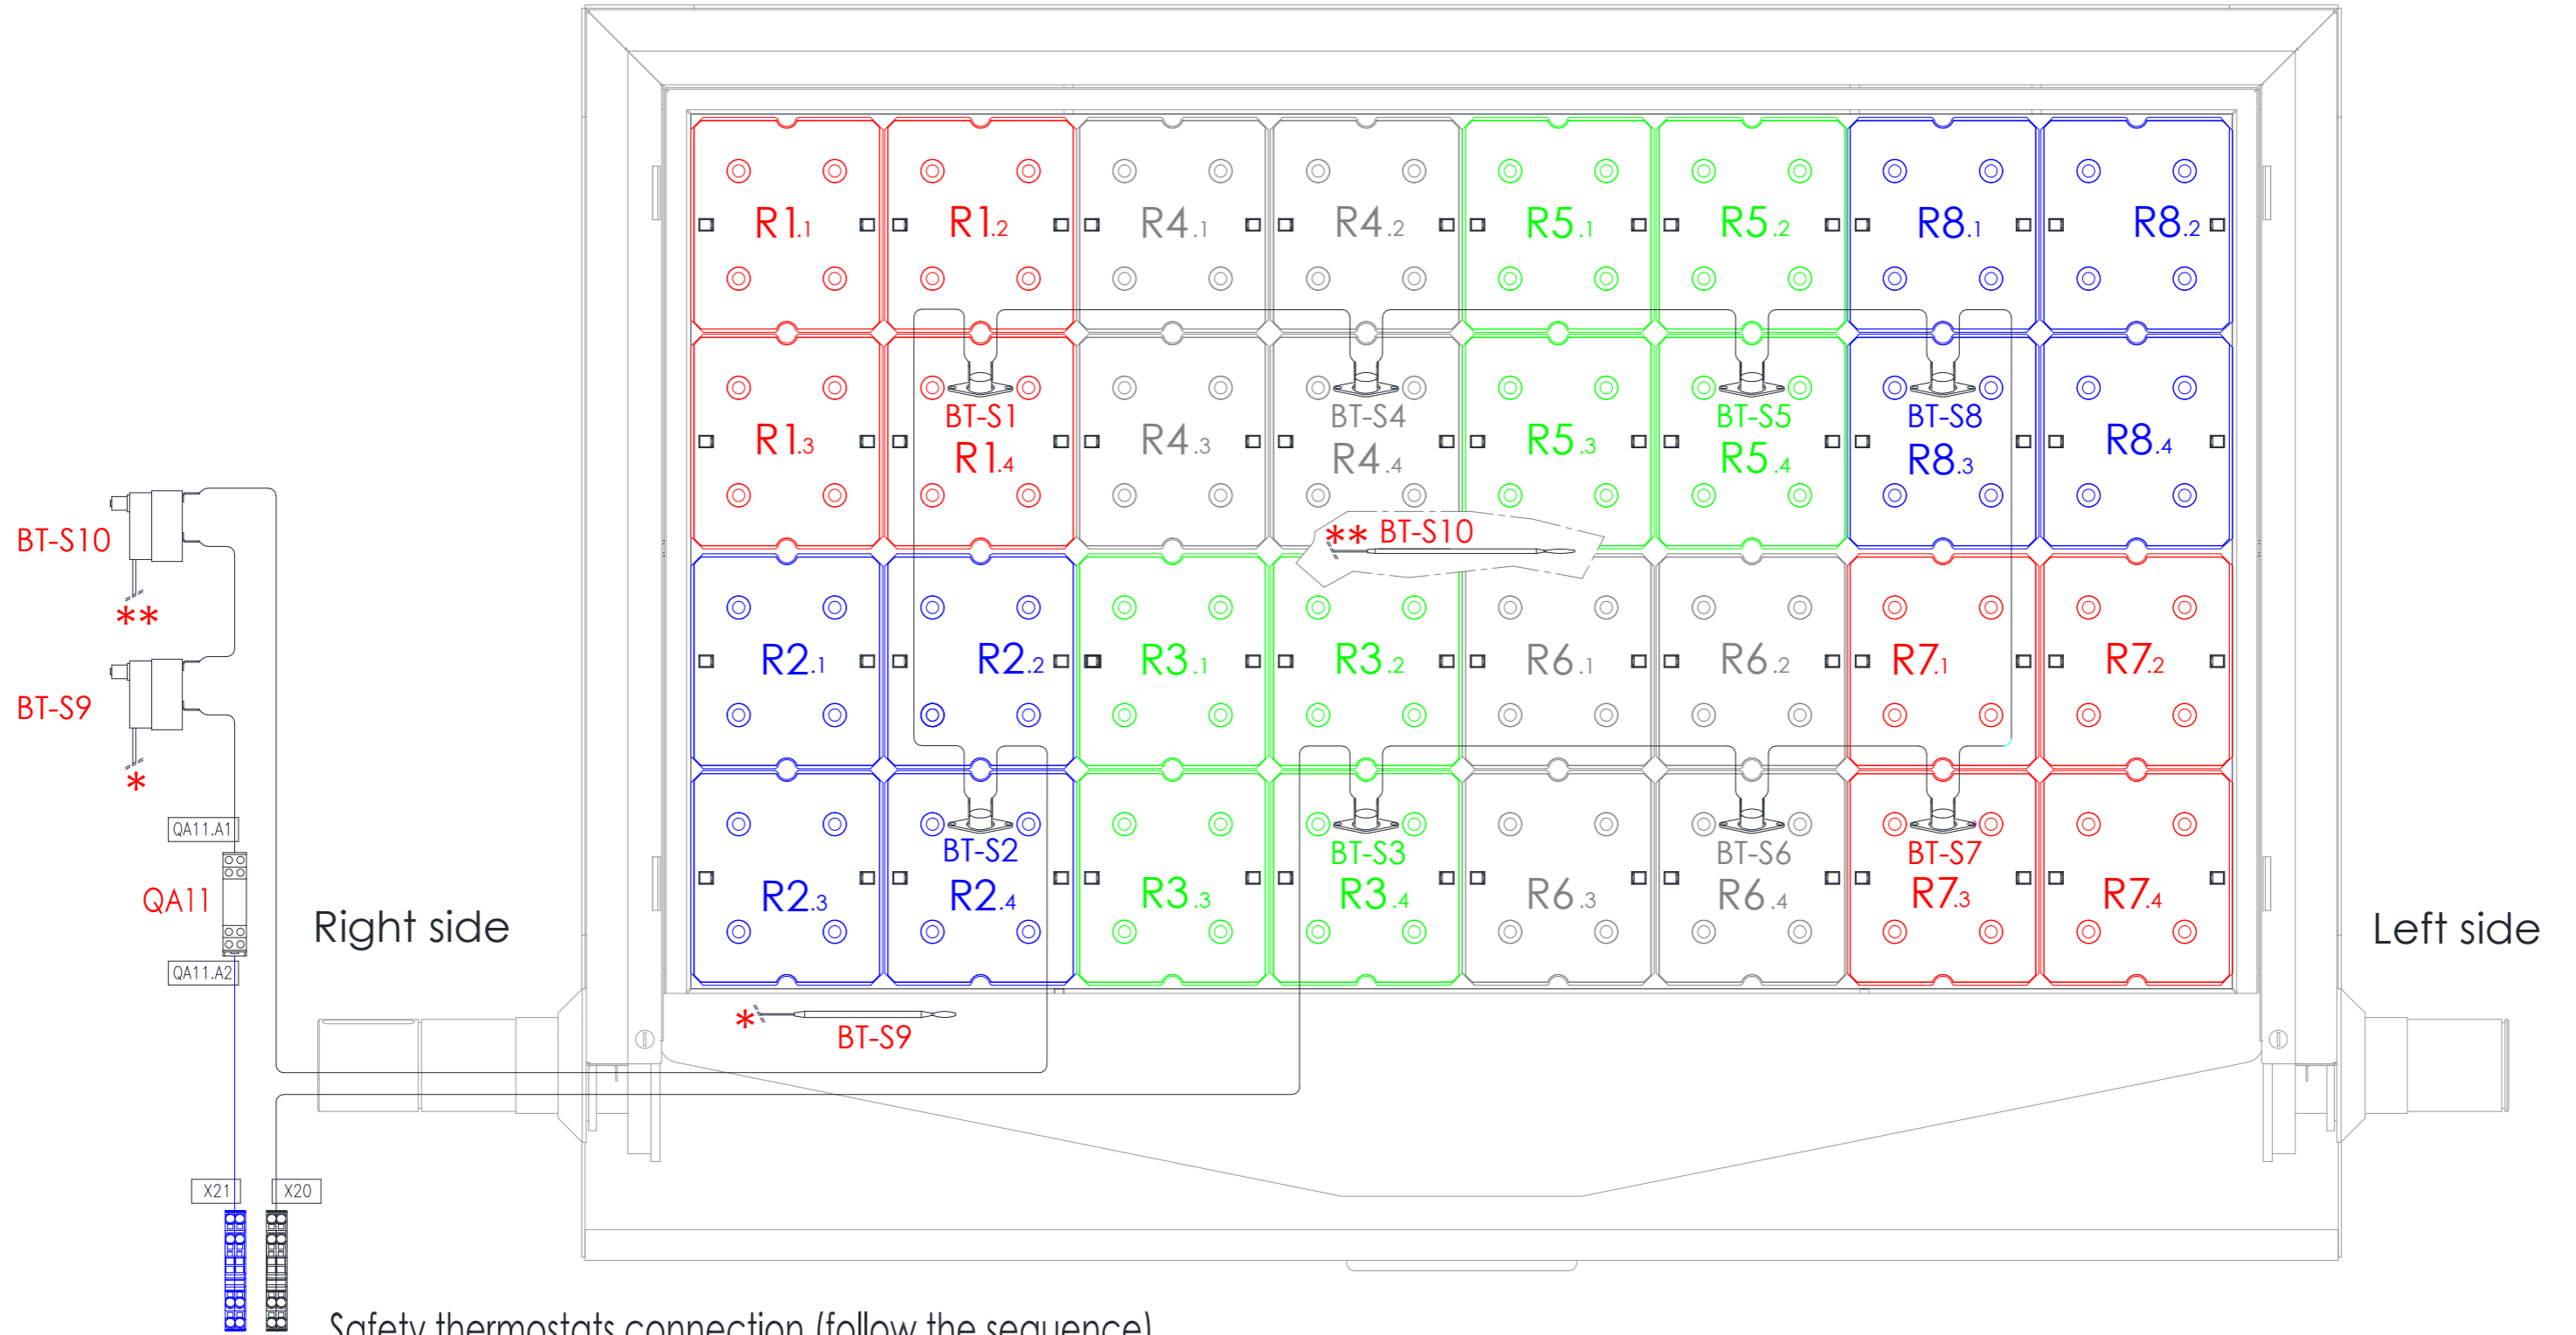 R1.1 R1.2 R4.1 R4.2 R5.1 R5.2 R8.1 R8.2
BT-S1 BT-S4 BT-S5 BT-S8
R1.3 R1.4 R4.3 R4.4 R5.3 R5.4 R8.3 R8.4
** BT-S10
BT-S10
**
R2.1 R2.2 R3.1 R3.2 R6.1 R6.2 R7.1 R7.2
BT-S9
*
QA11.A1
BT-S2 BT-S3 BT-S6 BT-S7
QA11
R2.3 R2.4 R3.3 R3.4 R6.3 R6.4 R7.3 R7.4
Right side
Left side
QA11.A2
*
BT-S9
X21 X20
Safety thermostats connection (follow the sequence)